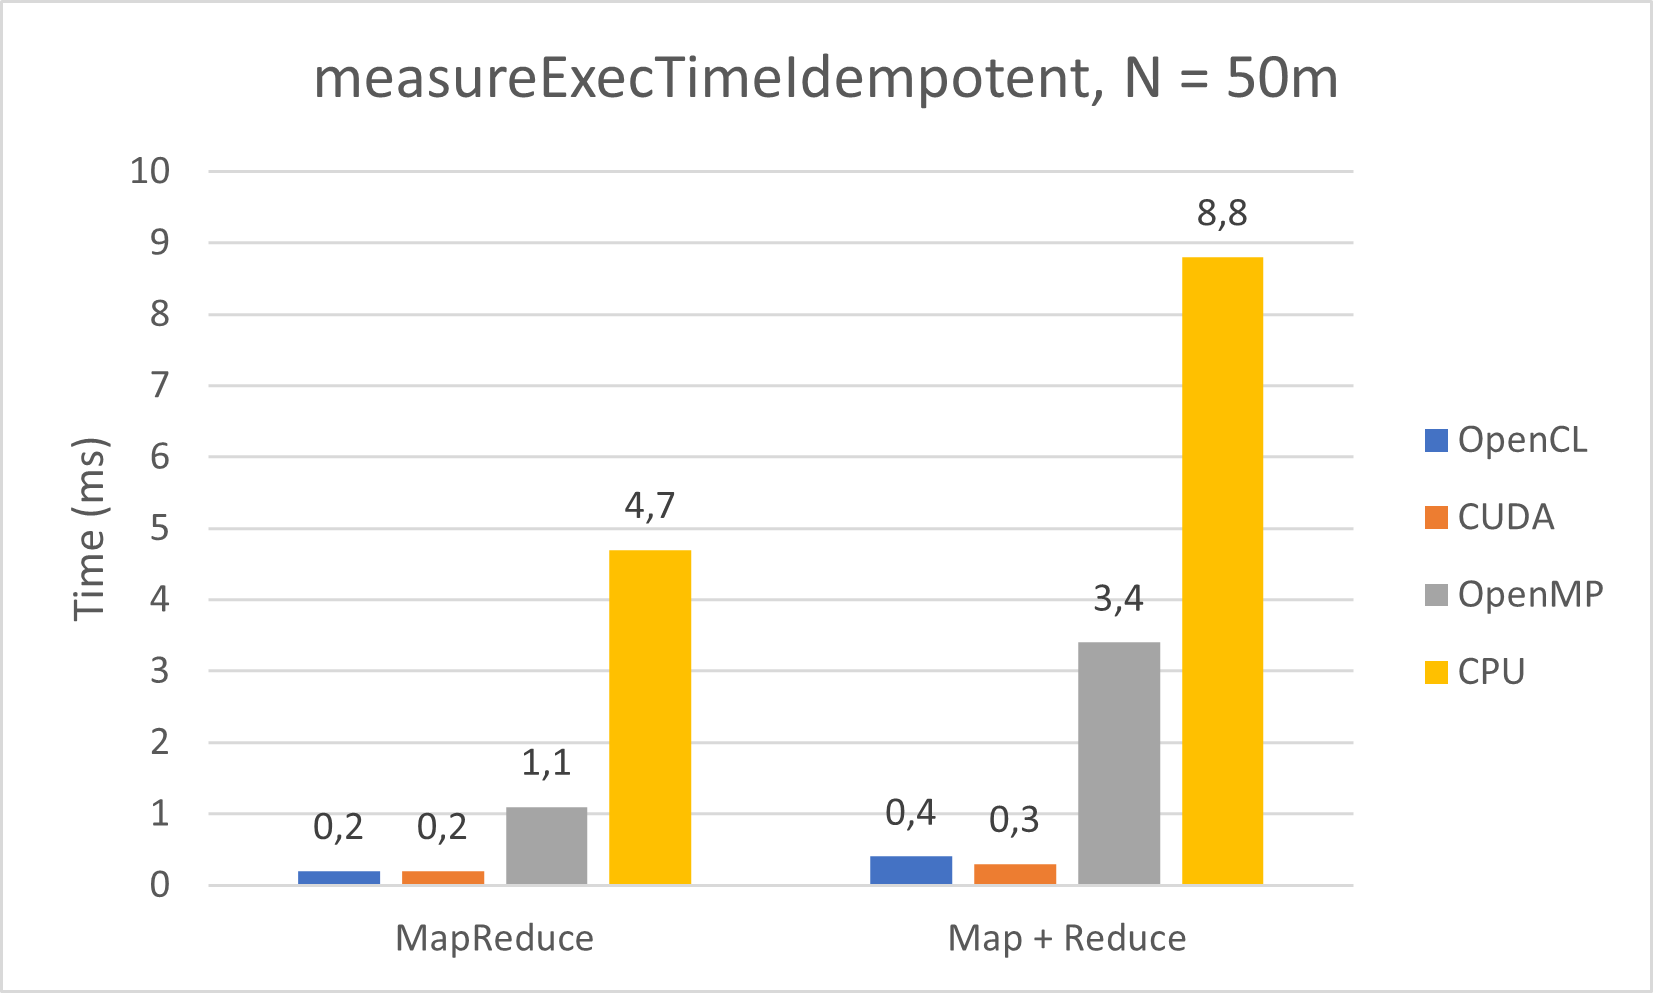 measureExecTimeIdempotent, N = 50m
10
9
8
7
6
5
4
3
2
1
0
Time (ms)
0,2
0,2
1,1
4,7
0,4
0,3
3,4
8,8
MapReduce
Map + Reduce
OpenCL
CUDA
OpenMP
CPU